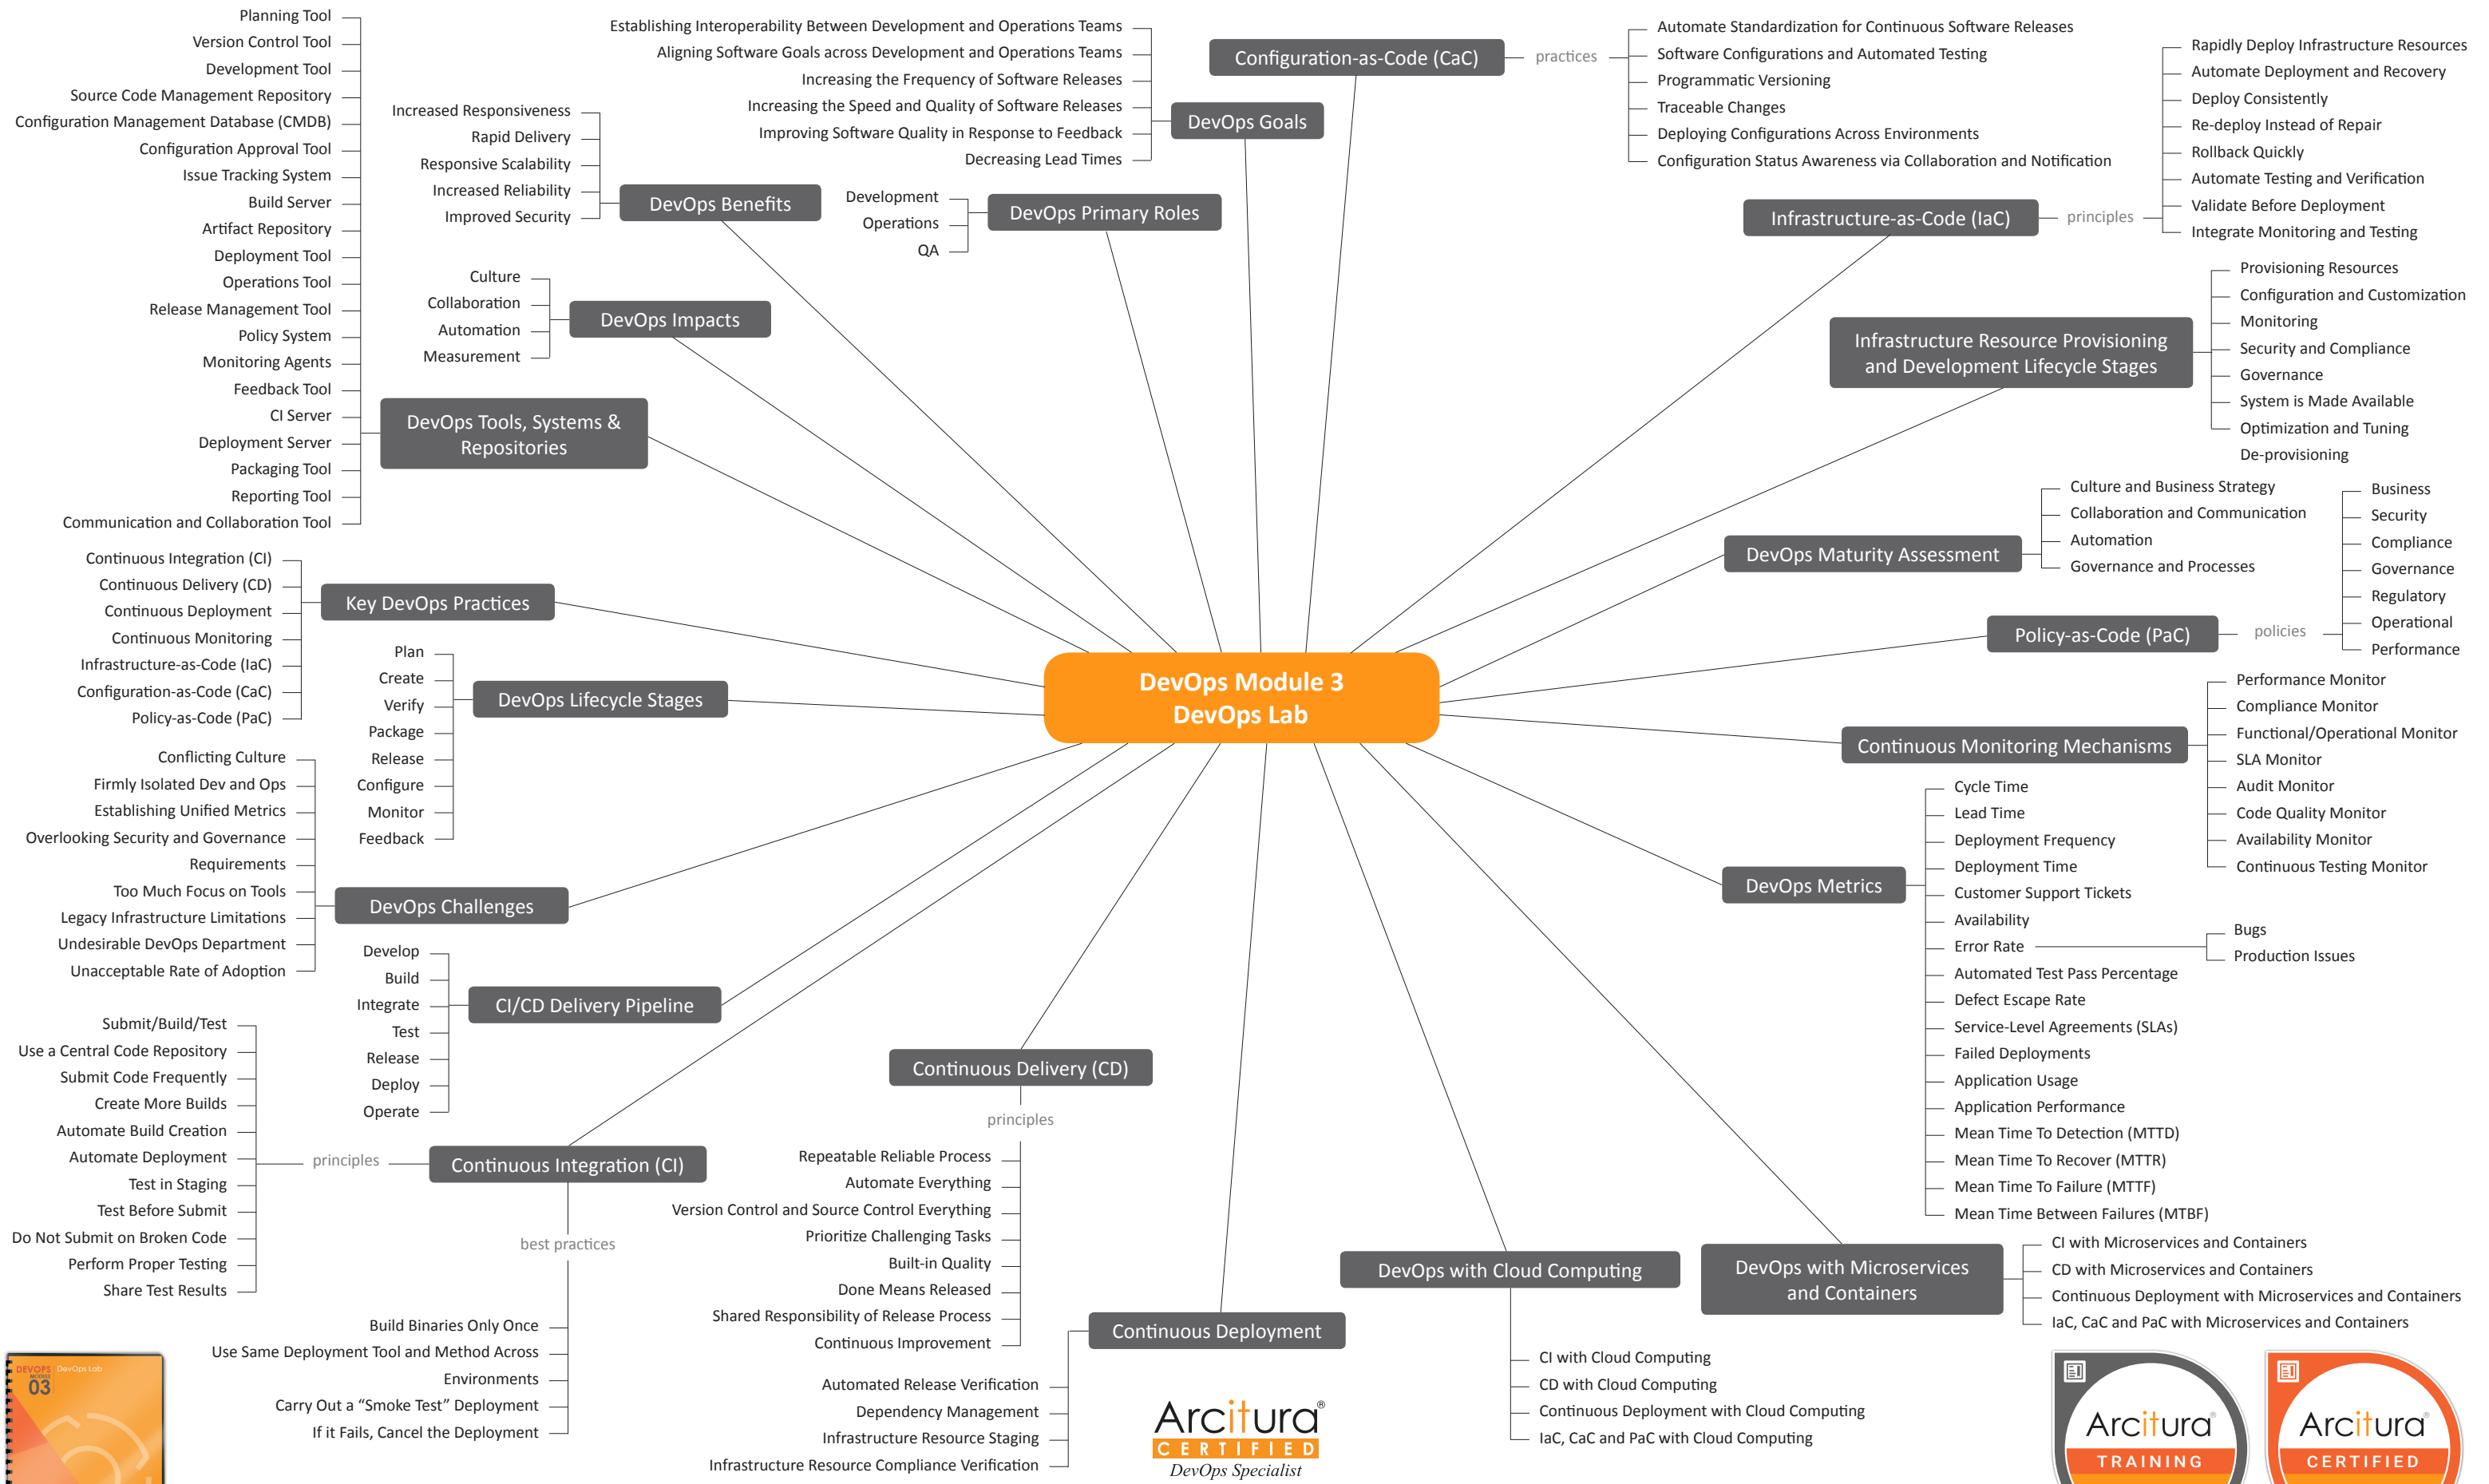 Planning Tool
Version Control Tool
Development Tool
Source Code Management Repository
Configuration Management Database (CMDB)
Configuration Approval Tool
Issue Tracking System
Build Server
Artifact Repository
Deployment Tool
Operations Tool
Release Management Tool
Policy System
Monitoring Agents
Feedback Tool
CI Server
Deployment Server
Packaging Tool
Reporting Tool
Communication and Collaboration Tool
DevOps Tools, Systems &
Repositories
Increased Responsiveness
Rapid Delivery
Responsive Scalability
Increased Reliability
Improved Security
DevOps Benefits
Culture
Collaboration
Automation
Measurement
DevOps Impacts
Establishing Interoperability Between Development and Operations Teams
Aligning Software Goals across Development and Operations Teams
Increasing the Frequency of Software Releases
Increasing the Speed and Quality of Software Releases
Improving Software Quality in Response to Feedback
Decreasing Lead Times
DevOps Goals
Development
Operations
QA
DevOps Primary Roles
Configuration-as-Code (CaC)
practices
Automate Standardization for Continuous Software Releases
Software Configurations and Automated Testing
Programmatic Versioning
Traceable Changes
Deploying Configurations Across Environments
Configuration Status Awareness via Collaboration and Notification
Infrastructure-as-Code (IaC)
principles
Rapidly Deploy Infrastructure Resources
Automate Deployment and Recovery
Deploy Consistently
Re-deploy Instead of Repair
Rollback Quickly
Automate Testing and Verification
Validate Before Deployment
Integrate Monitoring and Testing
Infrastructure Resource Provisioning
and Development Lifecycle Stages
Provisioning Resources
Configuration and Customization
Monitoring
Security and Compliance
Governance
System is Made Available
Optimization and Tuning
De-provisioning
DevOps Maturity Assessment
Culture and Business Strategy
Collaboration and Communication
Automation
Governance and Processes
Policy-as-Code (PaC)
policies
Business
Security
Compliance
Governance
Regulatory
Operational
Performance
Key DevOps Practices
Continuous Integration (CI)
Continuous Delivery (CD)
Continuous Deployment
Continuous Monitoring
Infrastructure-as-Code (IaC)
Configuration-as-Code (CaC)
Policy-as-Code (PaC)
Plan
Create
Verify
Package
Release
Configure
Monitor
Feedback
DevOps Lifecycle Stages
DevOps Module 3
DevOps Lab
Continuous Monitoring Mechanisms
Performance Monitor
Compliance Monitor
Functional/Operational Monitor
SLA Monitor
Audit Monitor
Code Quality Monitor
Availability Monitor
Continuous Testing Monitor
Conflicting Culture
Firmly Isolated Dev and Ops
Establishing Unified Metrics
Overlooking Security and Governance
Requirements
Too Much Focus on Tools
Legacy Infrastructure Limitations
Undesirable DevOps Department
Unacceptable Rate of Adoption
DevOps Challenges
DevOps Metrics
Cycle Time
Lead Time
Deployment Frequency
Deployment Time
Customer Support Tickets
Availability
Error Rate
Bugs
Production Issues
Automated Test Pass Percentage
Defect Escape Rate
Service-Level Agreements (SLAs)
Failed Deployments
Application Usage
Application Performance
Mean Time To Detection (MTTD)
Mean Time To Recover (MTTR)
Mean Time To Failure (MTTF)
Mean Time Between Failures (MTBF)
Develop
Build
Integrate
Test
Release
Deploy
Operate
CI/CD Delivery Pipeline
Submit/Build/Test
Use a Central Code Repository
Submit Code Frequently
Create More Builds
Automate Build Creation
Automate Deployment
Test in Staging
Test Before Submit
Do Not Submit on Broken Code
Perform Proper Testing
Share Test Results
principles
Continuous Integration (CI)
best practices
Build Binaries Only Once
Use Same Deployment Tool and Method Across
Environments
Carry Out a “Smoke Test” Deployment
If it Fails, Cancel the Deployment
Continuous Delivery (CD)
principles
Repeatable Reliable Process
Automate Everything
Version Control and Source Control Everything
Prioritize Challenging Tasks
Built-in Quality
Done Means Released
Shared Responsibility of Release Process
Continuous Improvement
Continuous Deployment
Automated Release Verification
Dependency Management
Infrastructure Resource Staging
Infrastructure Resource Compliance Verification
DevOps with Cloud Computing
CI with Cloud Computing
CD with Cloud Computing
Continuous Deployment with Cloud Computing
IaC, CaC and PaC with Cloud Computing
DevOps with Microservices
and Containers
CI with Microservices and Containers
CD with Microservices and Containers
Continuous Deployment with Microservices and Containers
IaC, CaC and PaC with Microservices and Containers
DEVOPS DevOps Lab
MODULE
03
Arcitura®
CERTIFIED
DevOps Specialist
Arcitura®
TRAINING
Arcitura®
CERTIFIED